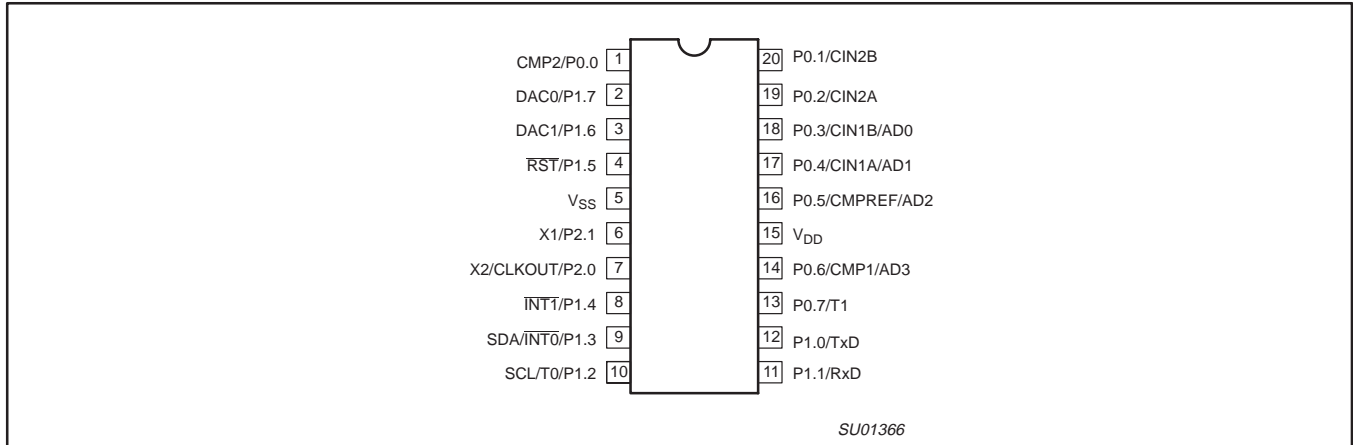 CMP2/P0.0 1 20 P0.1/CIN2B
DAC0/P1.7 2 19 P0.2/CIN2A
DAC1/P1.6 3 18 P0.3/CIN1B/AD0
RST/P1.5 4 17 P0.4/CIN1A/AD1
VSS 5 16 P0.5/CMPREF/AD2
X1/P2.1 6 15 VDD
X2/CLKOUT/P2.0 7 14 P0.6/CMP1/AD3
INT1/P1.4 8 13 P0.7/T1
SDA/INT0/P1.3 9 12 P1.0/TxD
SCL/T0/P1.2 10 11 P1.1/RxD
SU01366